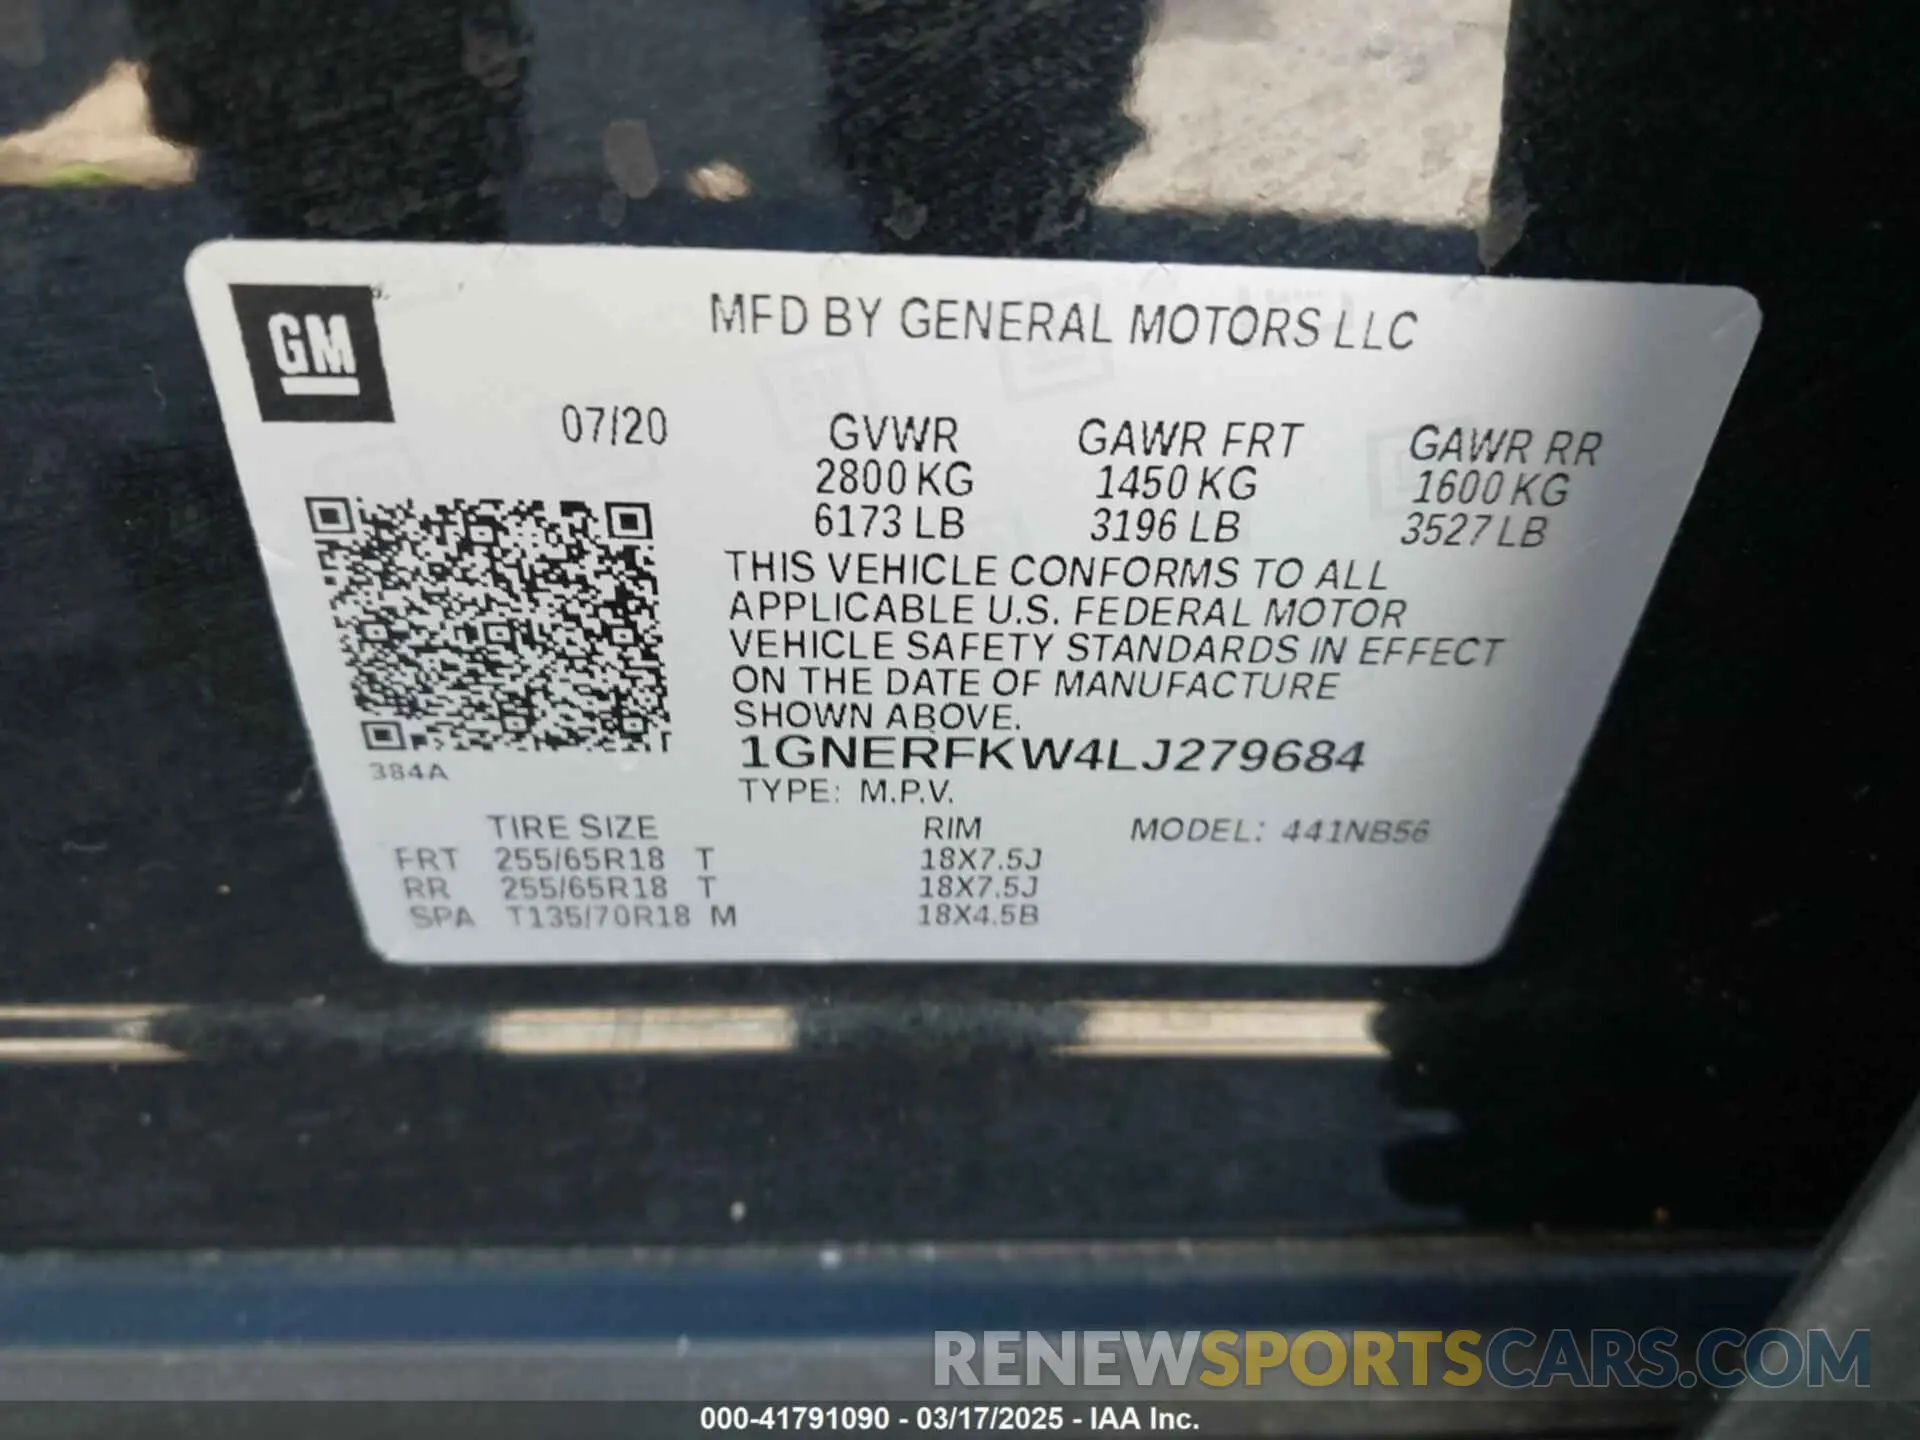 GM
MFD BY GENERAL MOTORS LLC
07/20
GVWR GAWR FRT GAWR RR
2800 KG 1450 KG 1600 KG
6173 LB 3196 LB 3527 LB
THIS VEHICLE CONFORMS TO ALL
APPLICABLE U.S. FEDERAL MOTOR
VEHICLE SAFETY STANDARDS IN EFFECT
ON THE DATE OF MANUFACTURE
SHOWN ABOVE.
1GNERFKW4LJ279684
384A
TYPE: M.P.V.
TIRE SIZE RIM MODEL: 441NB56
FRT 255/65R18 T 18X7.5J
RR 255/65R18 T 18X7.5J
SPA T135/70R18 M 18X4.5B
RENEWSPORTSCARS.COM
000-41791090 - 03/17/2025 - IAA Inc.